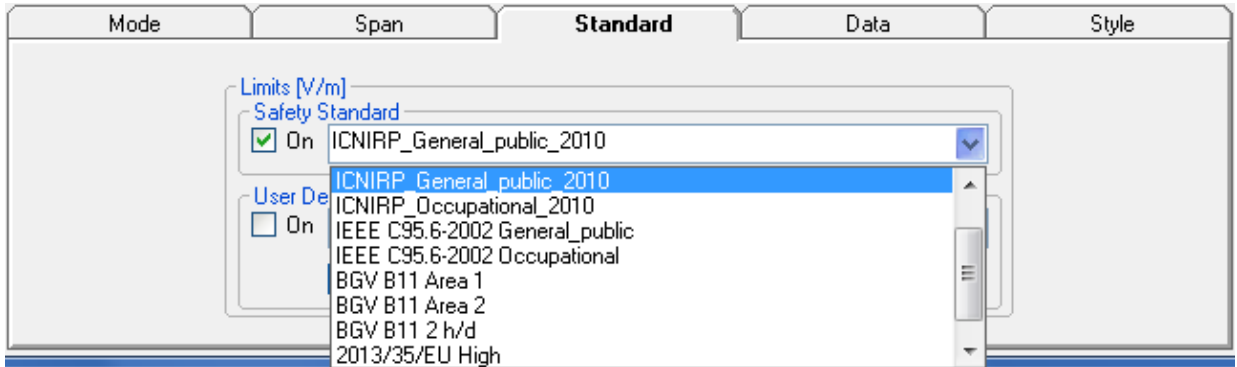 Mode Span Standard Data Style
Limits [V/m]
Safety Standard
On ICNIRP_General_public_2010
ICNIRP_General_public_2010
User De
ICNIRP_Occupational_2010
On IEEE C95.6-2002 General_public
IEEE C95.6-2002 Occupational
BGV B11 Area 1
BGV B11 Area 2
BGV B11 2 h/d
2013/35/EU High